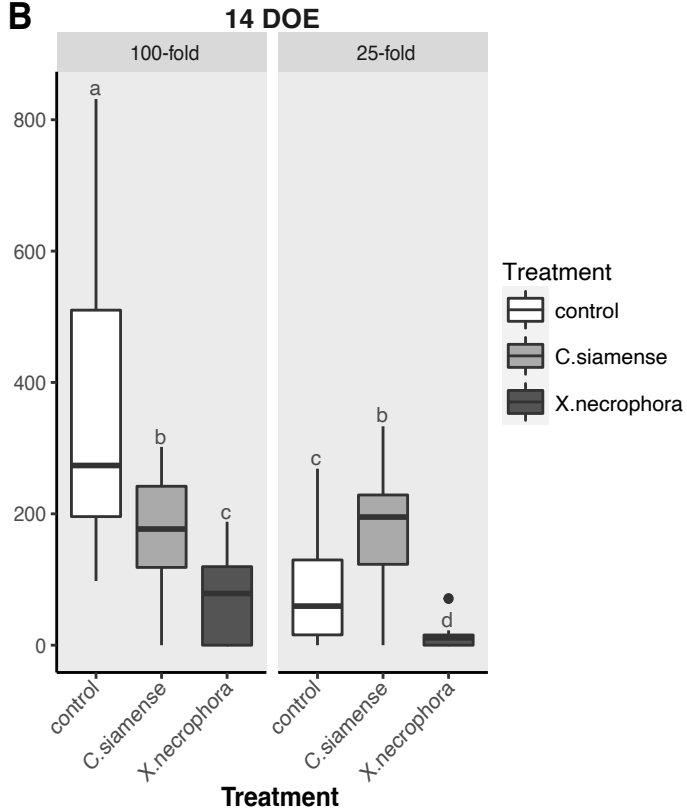 B
14 DOE
100-fold
25-fold
800
600
400
200
0
a
b
c
c
b
d
control
C.siamense
X.necrophora
control
C.siamense
X.necrophora
Treatment
Treatment
control
C.siamense
X.necrophora